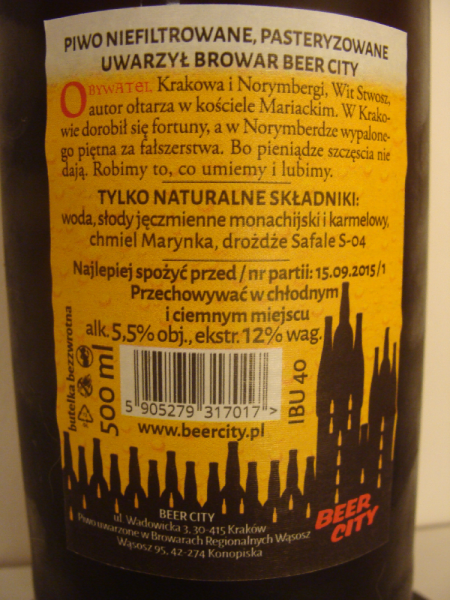 PIWO NIEFILTROWANE, PASTERYZOWANE
UWARZYŁ BROWAR BEER CITY
OBYWATEL Krakowa i Norymbergi, Wit Stwosz,
autor ołtarza w kościele Mariackim. W Krako-
wie dorobił się fortuny, a w Norymberdze wypalone-
go piętna za fałszerstwa. Bo pieniądze szczęścia nie
dają. Robimy to, co umiemy i lubimy.
TYLKO NATURALNE SKŁADNIKI:
woda, słody jęczmienne monachijski i karmelowy,
chmiel Marynka, drożdże Safale S-04
Najlepiej spożyć przed / nr partii: 15.09.2015/1
Przechowywać w chłodnym
i ciemnym miejscu
alk. 5,5% obj., ekstr. 12% wag.
butelka bezzwrotna
500 ml
5 905279 317017 >
IBU 40
www.beercity.pl
BEER CITY
ul. Wadowicka 3, 30-415 Kraków
Piwo uwarzone w Browarach Regionalnych Wąsosz
Wąsosz 95, 42-274 Konopiska
BEER
CITY